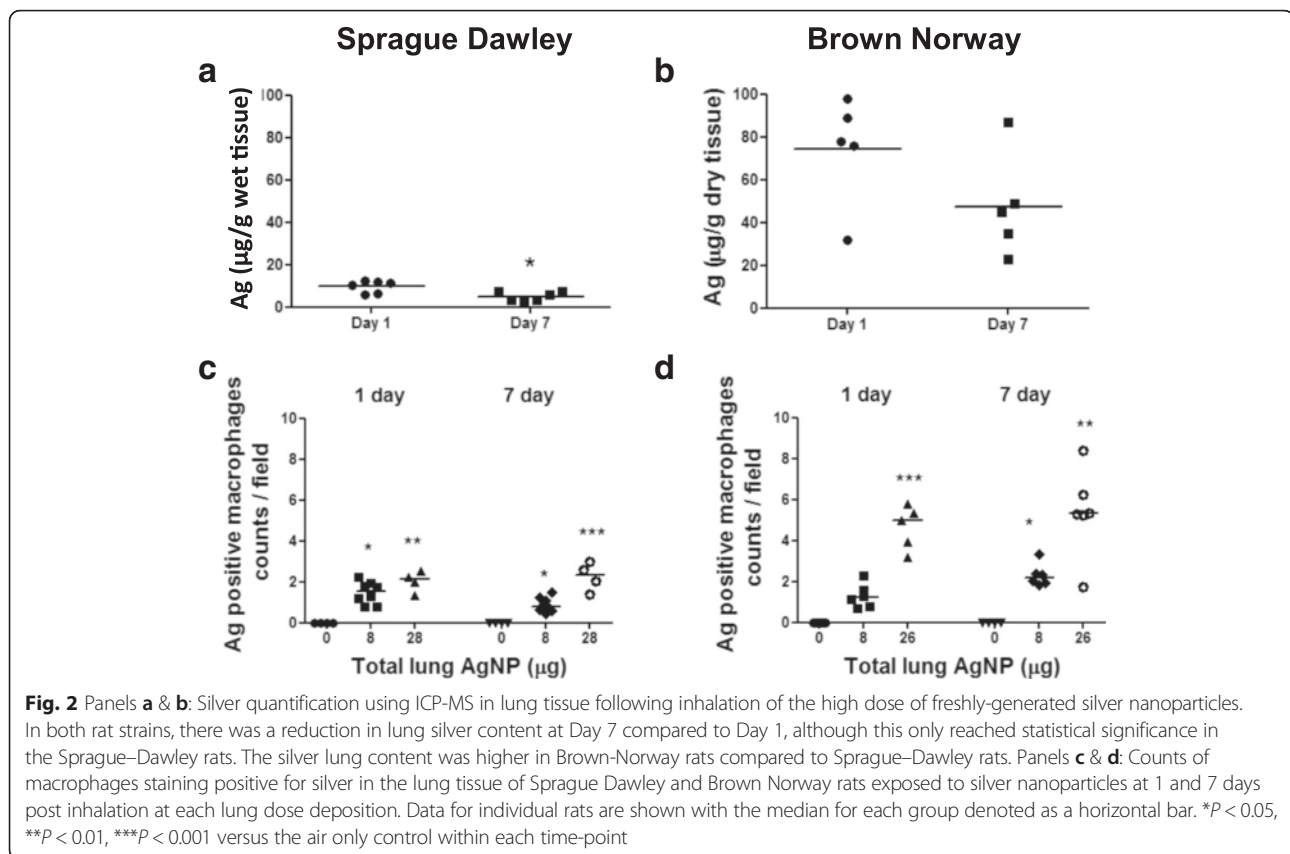 Sprague Dawley
Brown Norway
a
Ag (µg/g wet tissue)
100
80
60
40
20
0
*
Day 1
Day 7
b
Ag (µg/g dry tissue)
100
80
60
40
20
0
Day 1
Day 7
c
1 day
7 day
Ag positive macrophages
counts / field
10
8
6
4
2
0
*
**
*
***
0
8
28
0
8
28
Total lung AgNP (µg)
d
1 day
7 day
Ag positive macrophages
counts / field
10
8
6
4
2
0
***
*
**
0
8
26
0
8
26
Total lung AgNP (µg)
Fig. 2 Panels a & b: Silver quantification using ICP-MS in lung tissue following inhalation of the high dose of freshly-generated silver nanoparticles.
In both rat strains, there was a reduction in lung silver content at Day 7 compared to Day 1, although this only reached statistical significance in
the Sprague–Dawley rats. The silver lung content was higher in Brown-Norway rats compared to Sprague–Dawley rats. Panels c & d: Counts of
macrophages staining positive for silver in the lung tissue of Sprague Dawley and Brown Norway rats exposed to silver nanoparticles at 1 and 7 days
post inhalation at each lung dose deposition. Data for individual rats are shown with the median for each group denoted as a horizontal bar. *P < 0.05,
**P < 0.01, ***P < 0.001 versus the air only control within each time-point